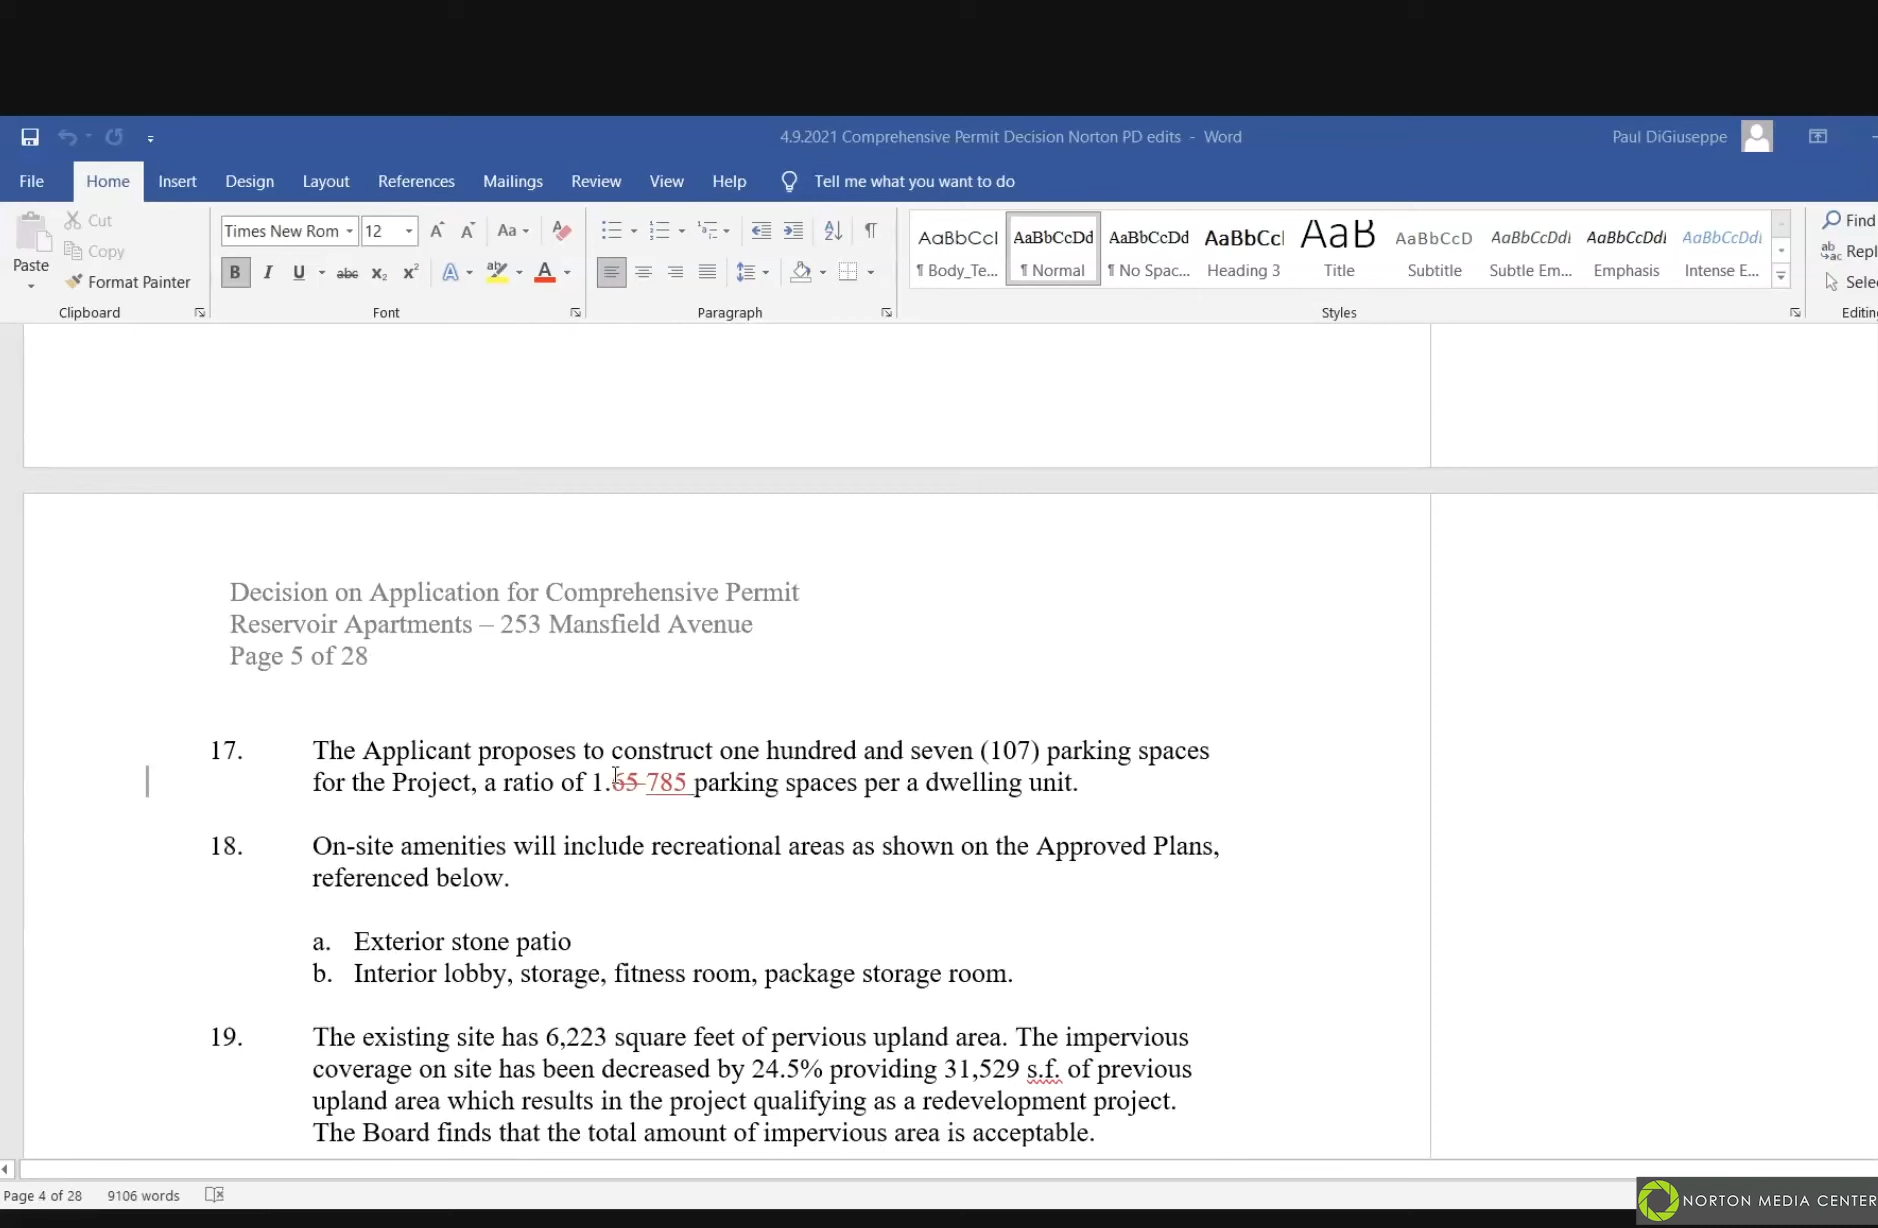 4.9.2021 Comprehensive Permit Decision Norton PD edits - Word
Paul DiGiuseppe
File Home Insert Design Layout References Mailings Review View Help Tell me what you want to do
Paste
Cut
Copy
Format Painter
Clipboard
Times New Rom 12
Aa
B I U abc x₂ x² A aby A
Font
Paragraph
AaBbCcI AaBbCcDd AaBbCcDd AaBbCcI AaB AaBbCcD AaBbCcDdI AaBbCcDdI AaBbCcDdI
¶ Body_Te... ¶ Normal ¶ No Spac... Heading 3 Title Subtitle Subtle Em... Emphasis Intense E...
Styles
Find
Repl
Sele
Editin
Decision on Application for Comprehensive Permit
Reservoir Apartments – 253 Mansfield Avenue
Page 5 of 28
17. The Applicant proposes to construct one hundred and seven (107) parking spaces
for the Project, a ratio of 1.65 785 parking spaces per a dwelling unit.
18. On-site amenities will include recreational areas as shown on the Approved Plans,
referenced below.
a. Exterior stone patio
b. Interior lobby, storage, fitness room, package storage room.
19. The existing site has 6,223 square feet of pervious upland area. The impervious
coverage on site has been decreased by 24.5% providing 31,529 s.f. of previous
upland area which results in the project qualifying as a redevelopment project.
The Board finds that the total amount of impervious area is acceptable.
Page 4 of 28 9106 words
NORTON MEDIA CENTER